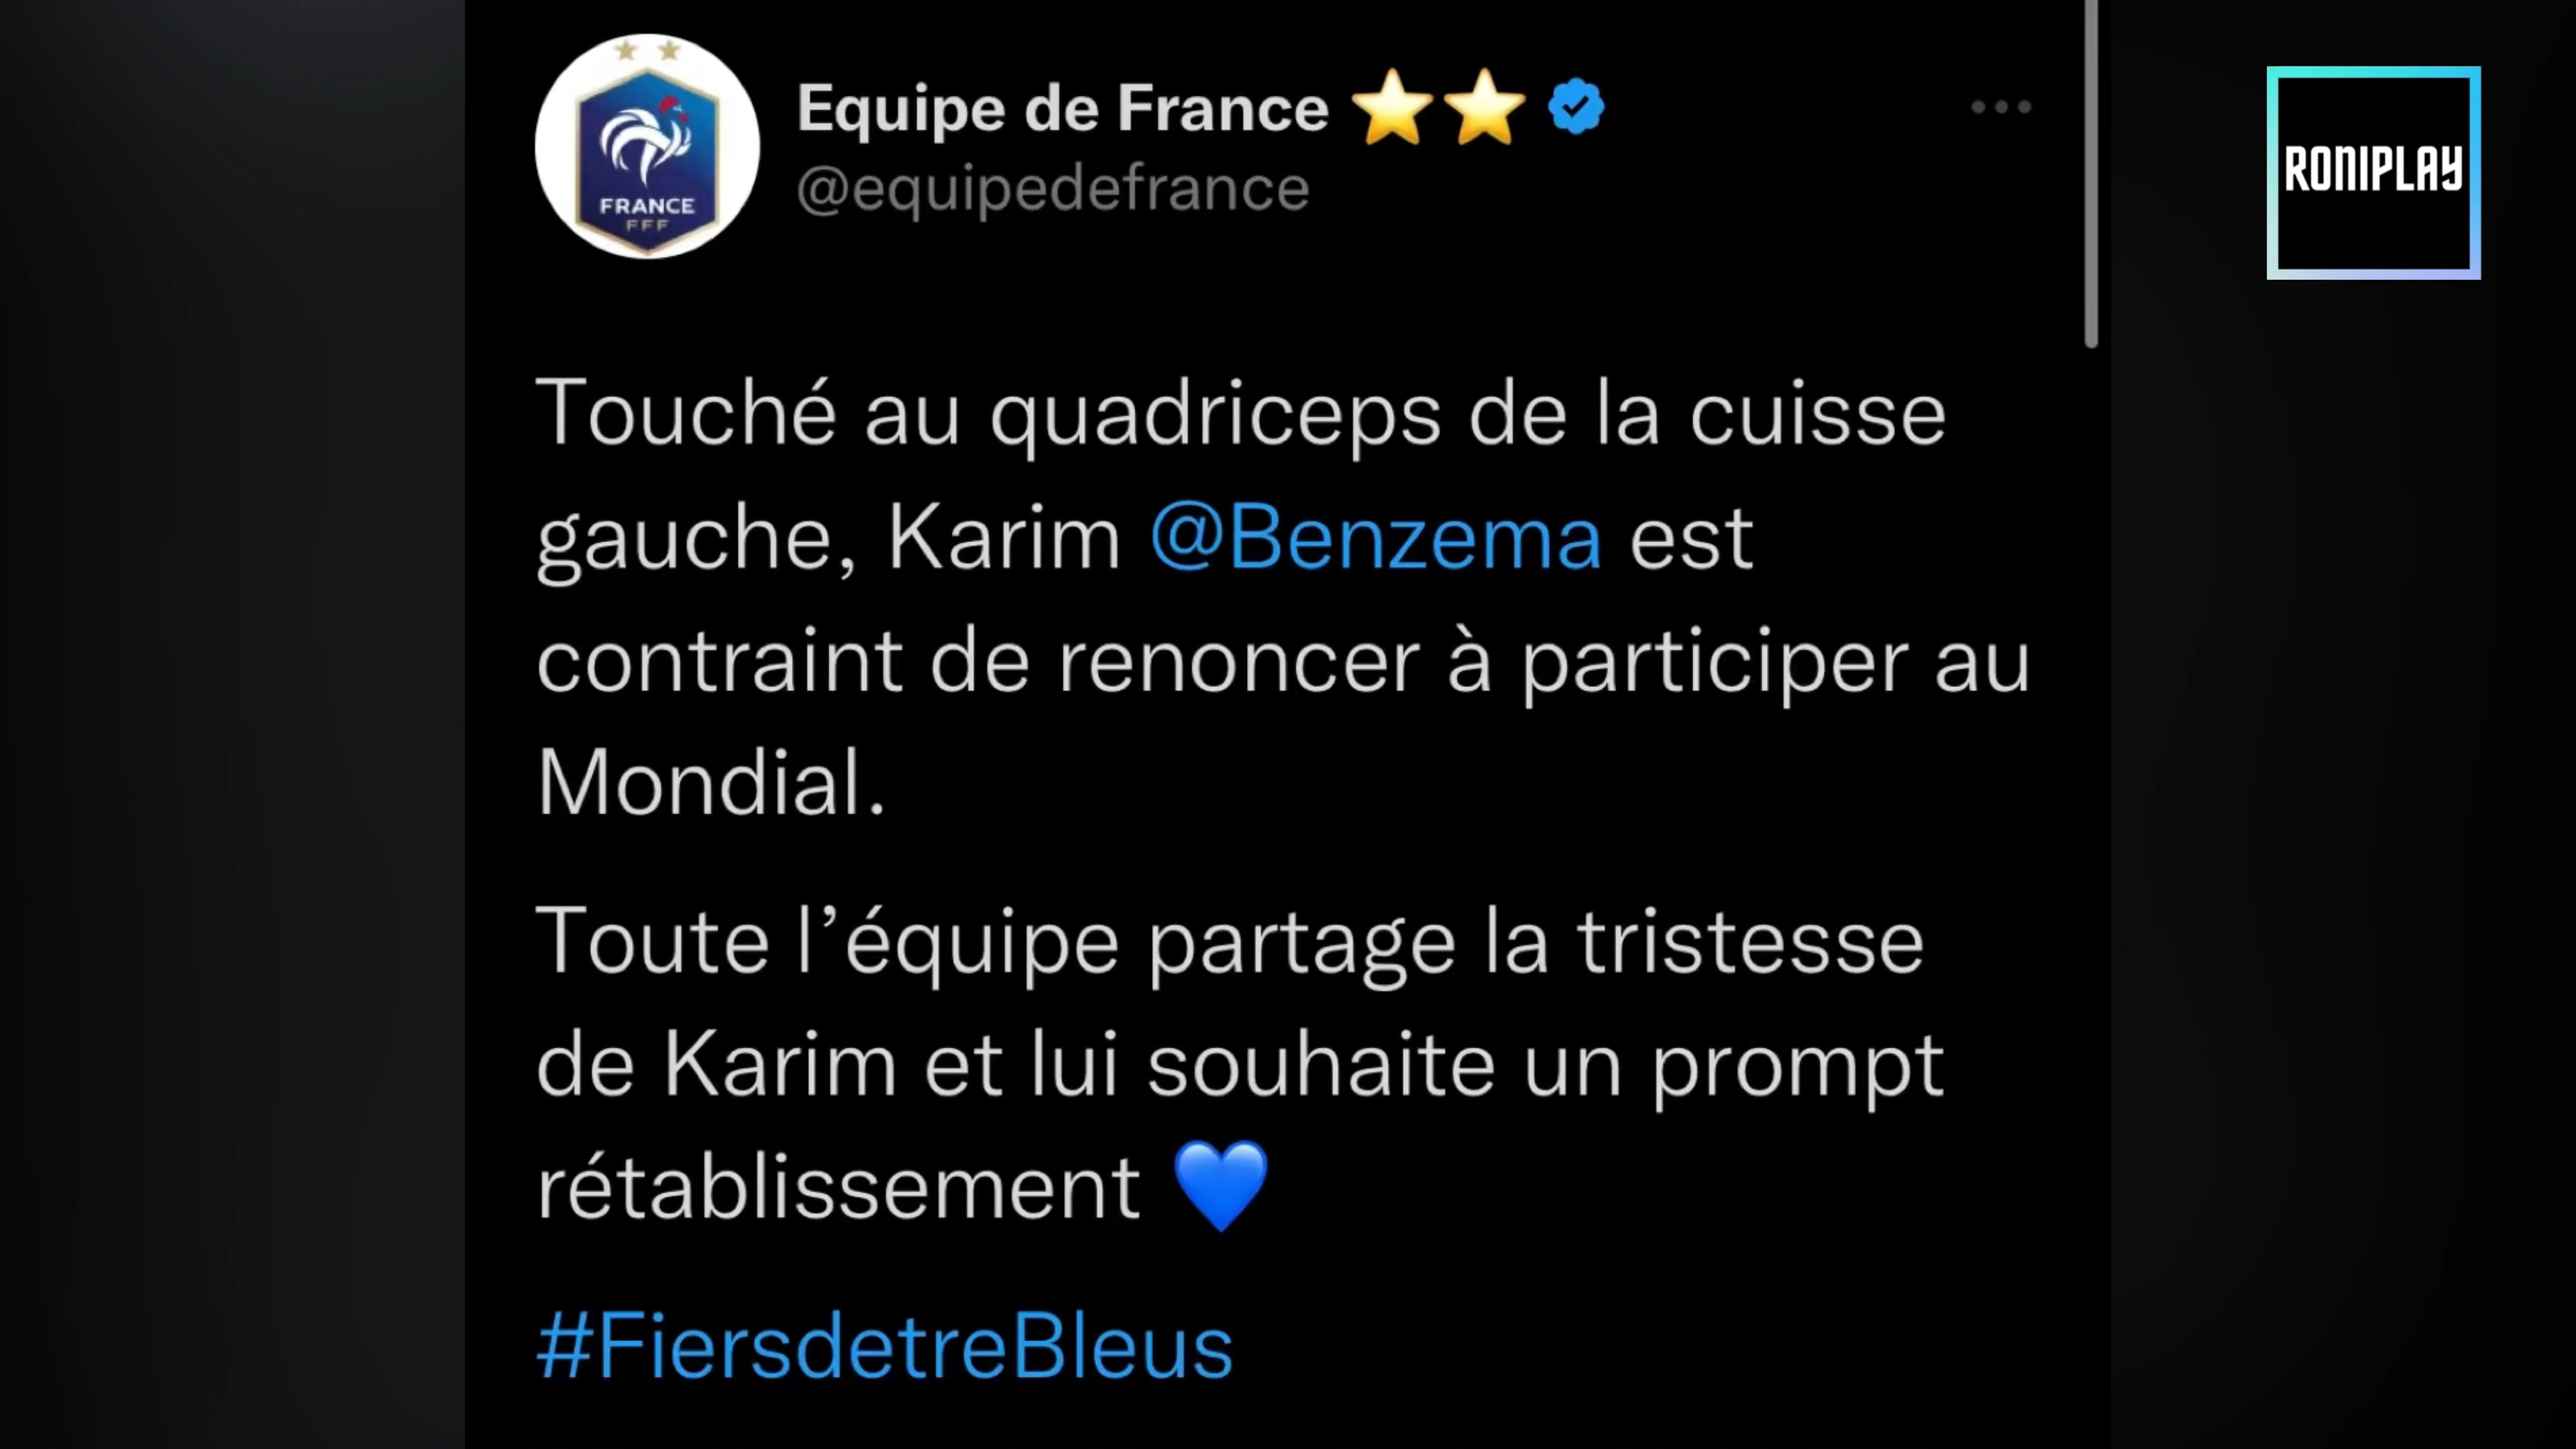 Equipe de France ⭐⭐
@equipedefrance
FRANCE
FFF
RONIPLAY
Touché au quadriceps de la cuisse
gauche, Karim @Benzema est
contraint de renoncer à participer au
Mondial.
Toute l’équipe partage la tristesse
de Karim et lui souhaite un prompt
rétablissement 💙
#FiersdetreBleus